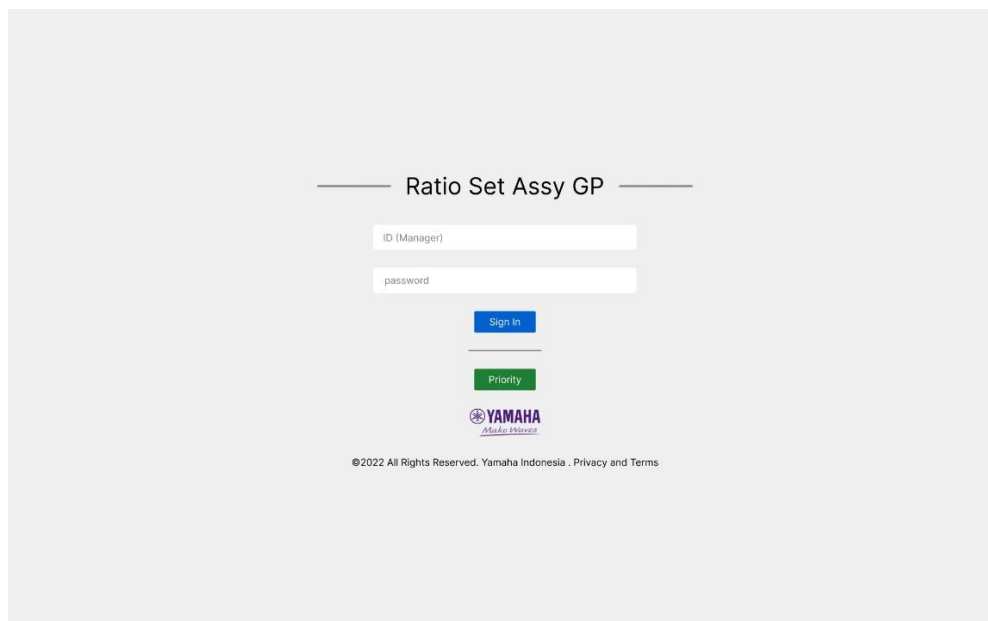 Ratio Set Assy GP
ID (Manager)
password
Sign In
Priority
YAMAHA
Make Waves
©2022 All Rights Reserved. Yamaha Indonesia . Privacy and Terms